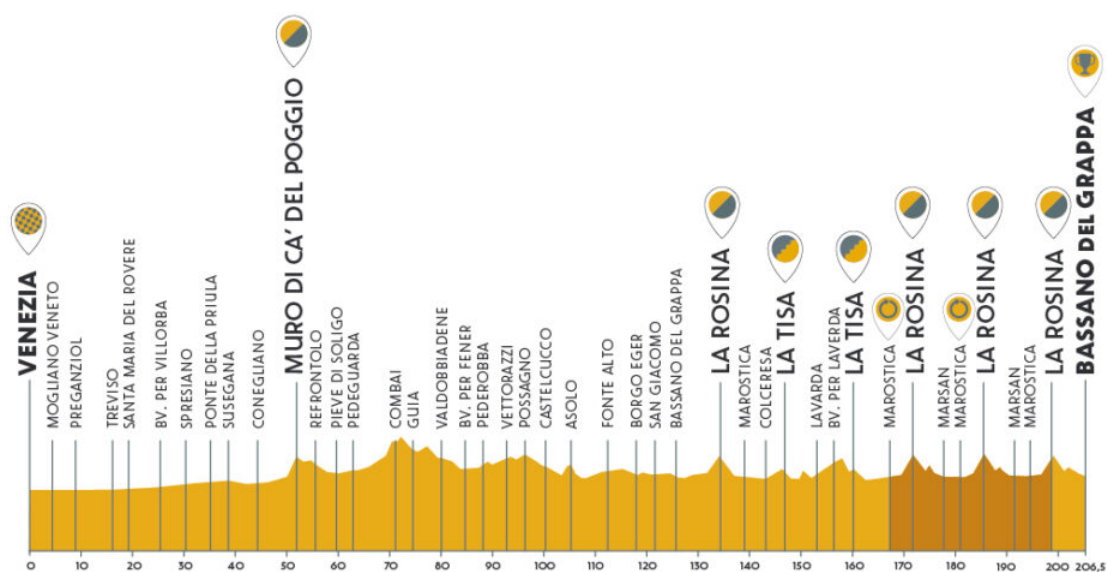 VENEZIA
MOGLIANO VENETO
PREGANZIOL
TREVISO
SANTA MARIA DEL ROVERE
BV. PER VILLORBA
SPRESIANO
PONTE DELLA PRIULA
SUSEGANA
CONEGLIANO
MURO DI CA' DEL POGGIO
REFRONTOLO
PIEVE DI SOLIGO
PEDEGUARDA
COMBAI
GUIA
VALDOBBIADENE
BV. PER FENER
PEDEROBBA
VETTORAZZI
POSSAGNO
CASTELCUCCO
ASOLO
FONTE ALTO
BORGO EGER
SAN GIACOMO
BASSANO DEL GRAPPA
LA ROSINA
MAROSTICA
COLCERESA
LA TISA
LAVARDA
BV. PER LAVERDA
LA TISA
MAROSTICA
LA ROSINA
MARSAN
MAROSTICA
LA ROSINA
MARSAN
MAROSTICA
LA ROSINA
BASSANO DEL GRAPPA
0 10 20 30 40 50 60 70 80 90 100 110 120 130 140 150 160 170 180 190 200 206,5